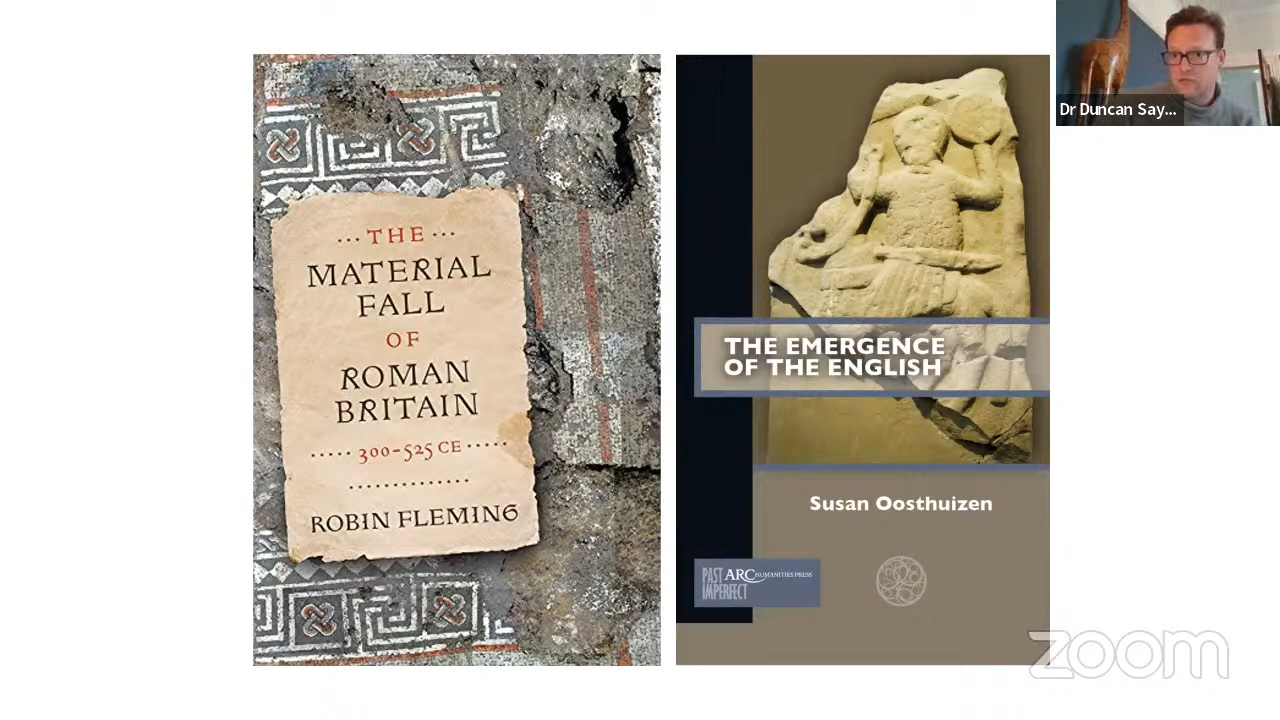 ··· THE ···
MATERIAL
FALL
OF
ROMAN
BRITAIN
····· 300-525 CE ·····
··············
ROBIN FLEMING
THE EMERGENCE
OF THE ENGLISH
Susan Oosthuizen
PAST
IMPERFECT
ARC HUMANITIES PRESS
Dr Duncan Say...
zoom